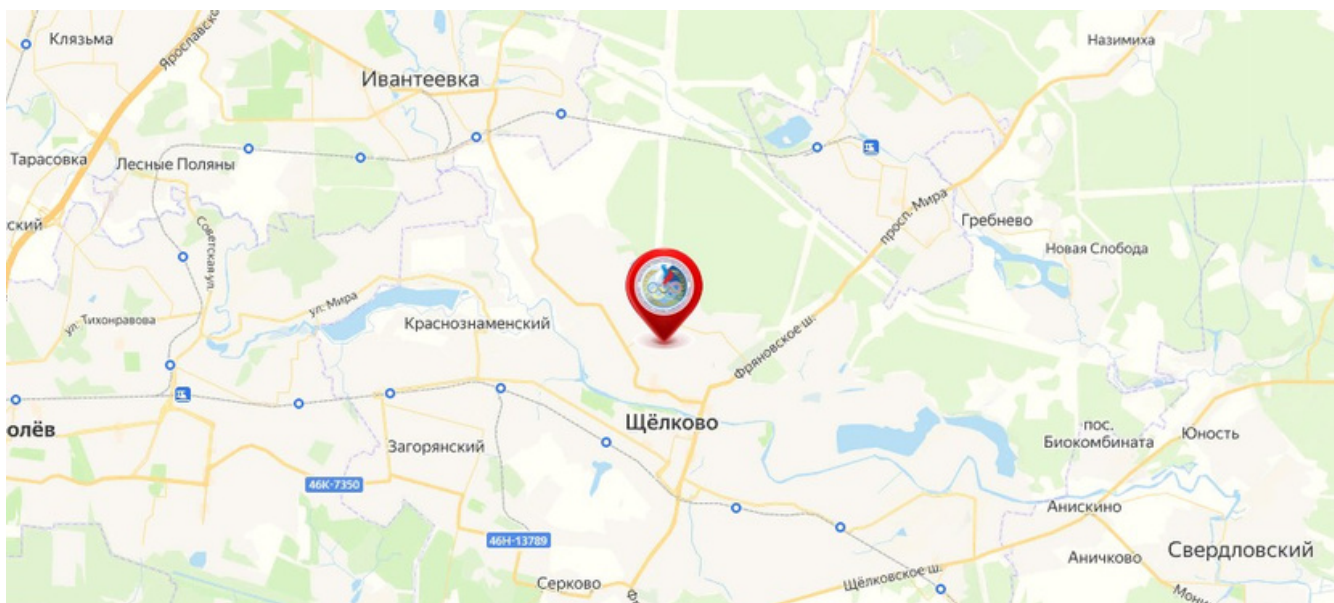 Клязьма
Ярославско
Назимиха
Ивантеевка
Тарасовка
Лесные Поляны
просп. Мира
Гребнево
ский
Советская ул.
Новая Слобода
ул. Мира
ул. Тихонравова
Краснознаменский
Фряновское ш.
олёв
Щёлково
Загорянский
пос.
Биокомбината
Юность
46К-7350
Анискино
46Н-13789
Аничково
Свердловский
Серково
Щёлковское ш.